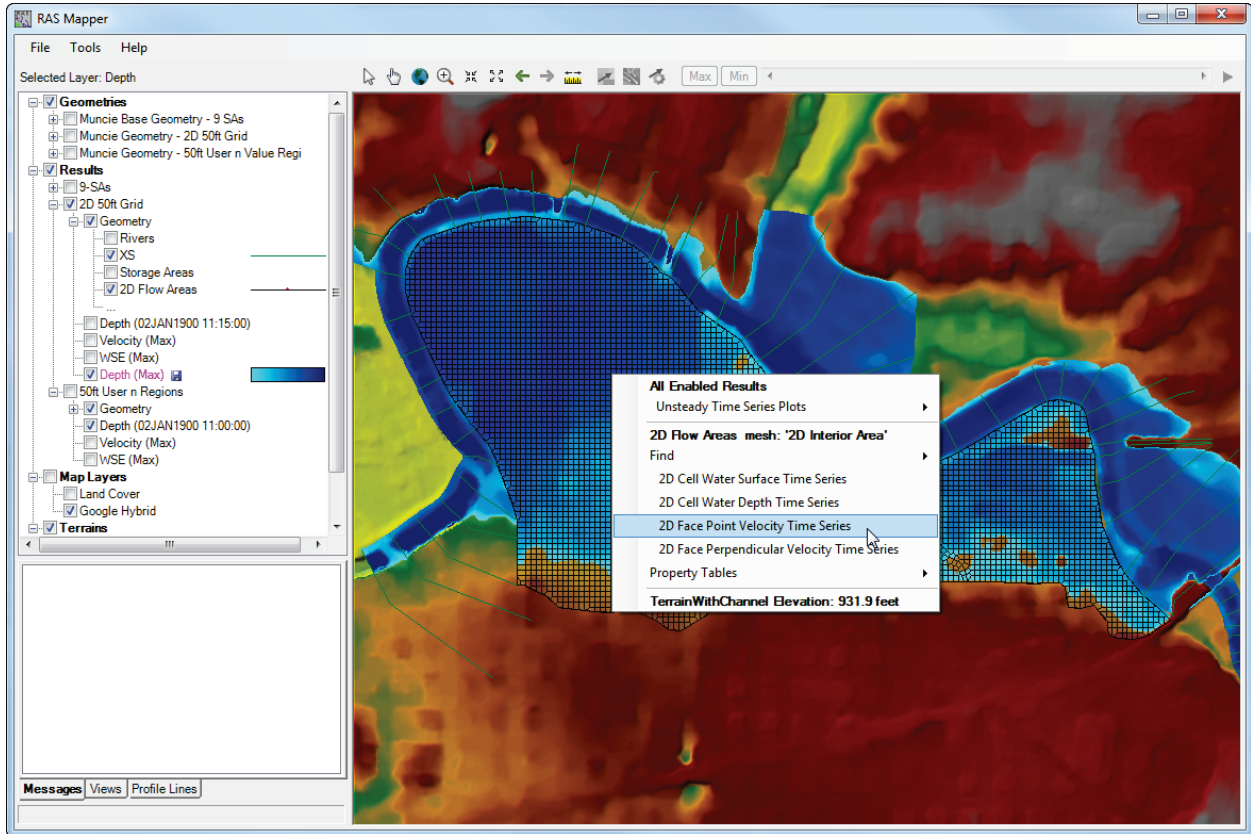 RAS Mapper
File Tools Help
Selected Layer: Depth
Max Min
Geometries
Muncie Base Geometry - 9 SAs
Muncie Geometry - 2D 50ft Grid
Muncie Geometry - 50ft User n Value Regi
Results
9-SAs
2D 50ft Grid
Geometry
Rivers
XS
Storage Areas
2D Flow Areas
...
Depth (02JAN1900 11:15:00)
Velocity (Max)
WSE (Max)
Depth (Max)
50ft User n Regions
Geometry
Depth (02JAN1900 11:00:00)
Velocity (Max)
WSE (Max)
Map Layers
Land Cover
Google Hybrid
Terrains
All Enabled Results
Unsteady Time Series Plots
2D Flow Areas mesh: '2D Interior Area'
Find
2D Cell Water Surface Time Series
2D Cell Water Depth Time Series
2D Face Point Velocity Time Series
2D Face Perpendicular Velocity Time Series
Property Tables
TerrainWithChannel Elevation: 931.9 feet
Messages Views Profile Lines